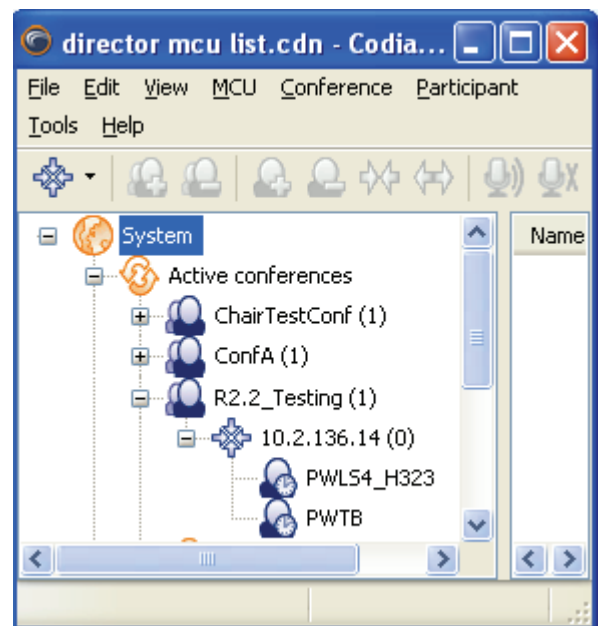 director mcu list.cdn - Codia...
File Edit View MCU Conference Participant
Tools Help
System
Name
Active conferences
ChairTestConf (1)
ConfA (1)
R2.2_Testing (1)
10.2.136.14 (0)
PWLS4_H323
PWTB